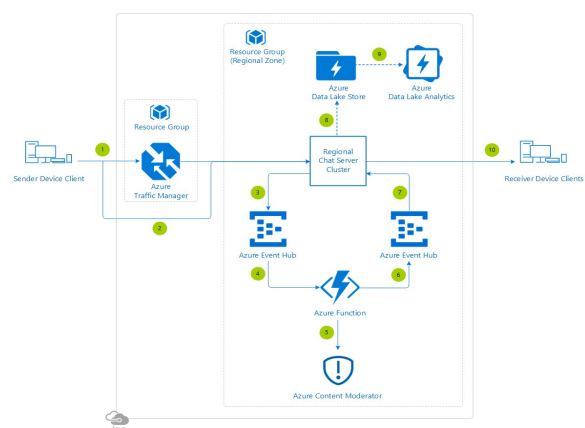 Resource Group
(Regional Zone)
9
Azure
Data Lake Store
Azure
Data Lake Analytics
8
Resource Group
1
Sender Device Client
Azure
Traffic Manager
2
Regional
Chat Server
Cluster
10
Receiver Device Clients
3
7
Azure Event Hub
Azure Event Hub
4
6
Azure Function
5
Azure Content Moderator